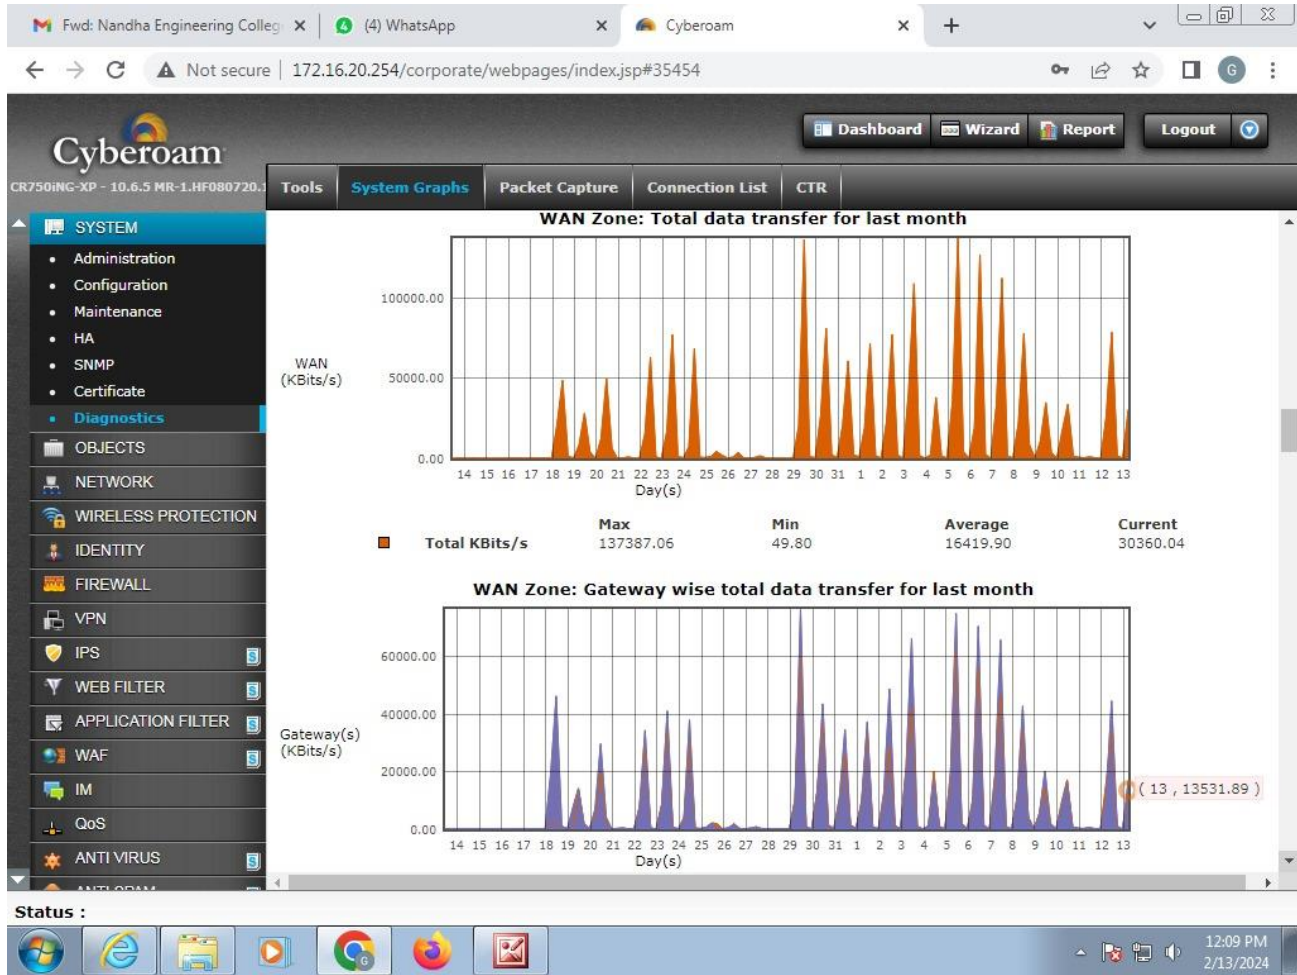 Fwd: Nandha Engineering Colleg
(4) WhatsApp
Cyberoam
Not secure 172.16.20.254/corporate/webpages/index.jsp#35454
G
Cyberoam
CR750iNG-XP - 10.6.5 MR-1.HF080720.1
Dashboard Wizard Report Logout
Tools System Graphs Packet Capture Connection List CTR
SYSTEM
Administration
Configuration
Maintenance
HA
SNMP
Certificate
Diagnostics
OBJECTS
NETWORK
WIRELESS PROTECTION
IDENTITY
FIREWALL
VPN
IPS S
WEB FILTER S
APPLICATION FILTER S
WAF S
IM
QoS
ANTI VIRUS S
ANTI SPAM
WAN Zone: Total data transfer for last month
100000.00
WAN
(KBits/s)
50000.00
0.00
14 15 16 17 18 19 20 21 22 23 24 25 26 27 28 29 30 31 1 2 3 4 5 6 7 8 9 10 11 12 13
Day(s)
Max Min Average Current
Total KBits/s 137387.06 49.80 16419.90 30360.04
WAN Zone: Gateway wise total data transfer for last month
60000.00
40000.00
Gateway(s)
(KBits/s)
20000.00
( 13 , 13531.89 )
0.00
14 15 16 17 18 19 20 21 22 23 24 25 26 27 28 29 30 31 1 2 3 4 5 6 7 8 9 10 11 12 13
Day(s)
Status :
12:09 PM
2/13/2024